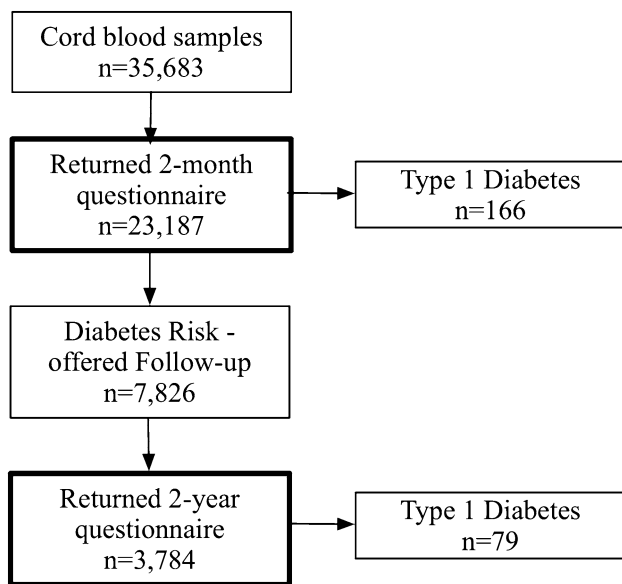 Cord blood samples
n=35,683
Returned 2-month
questionnaire
n=23,187
Type 1 Diabetes
n=166
Diabetes Risk -
offered Follow-up
n=7,826
Returned 2-year
questionnaire
n=3,784
Type 1 Diabetes
n=79